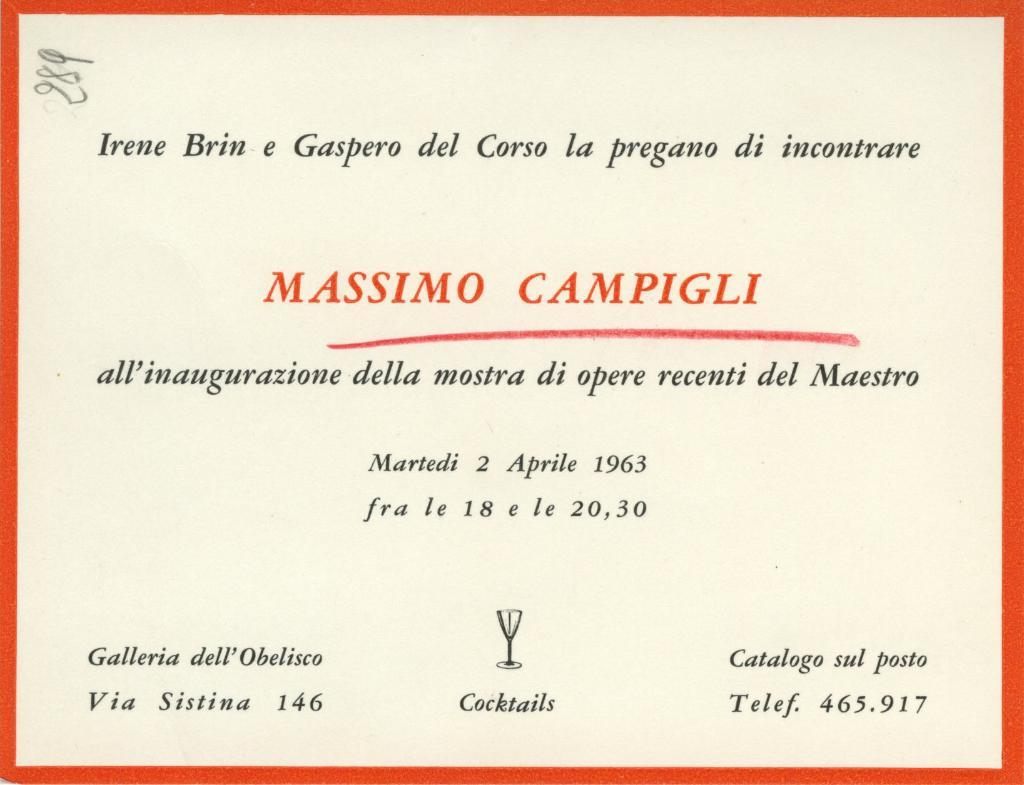 289
Irene Brin e Gaspero del Corso la pregano di incontrare
MASSIMO CAMPIGLI
all'inaugurazione della mostra di opere recenti del Maestro
Martedi 2 Aprile 1963
fra le 18 e le 20,30
Galleria dell'Obelisco
Via Sistina 146
Cocktails
Catalogo sul posto
Telef. 465.917